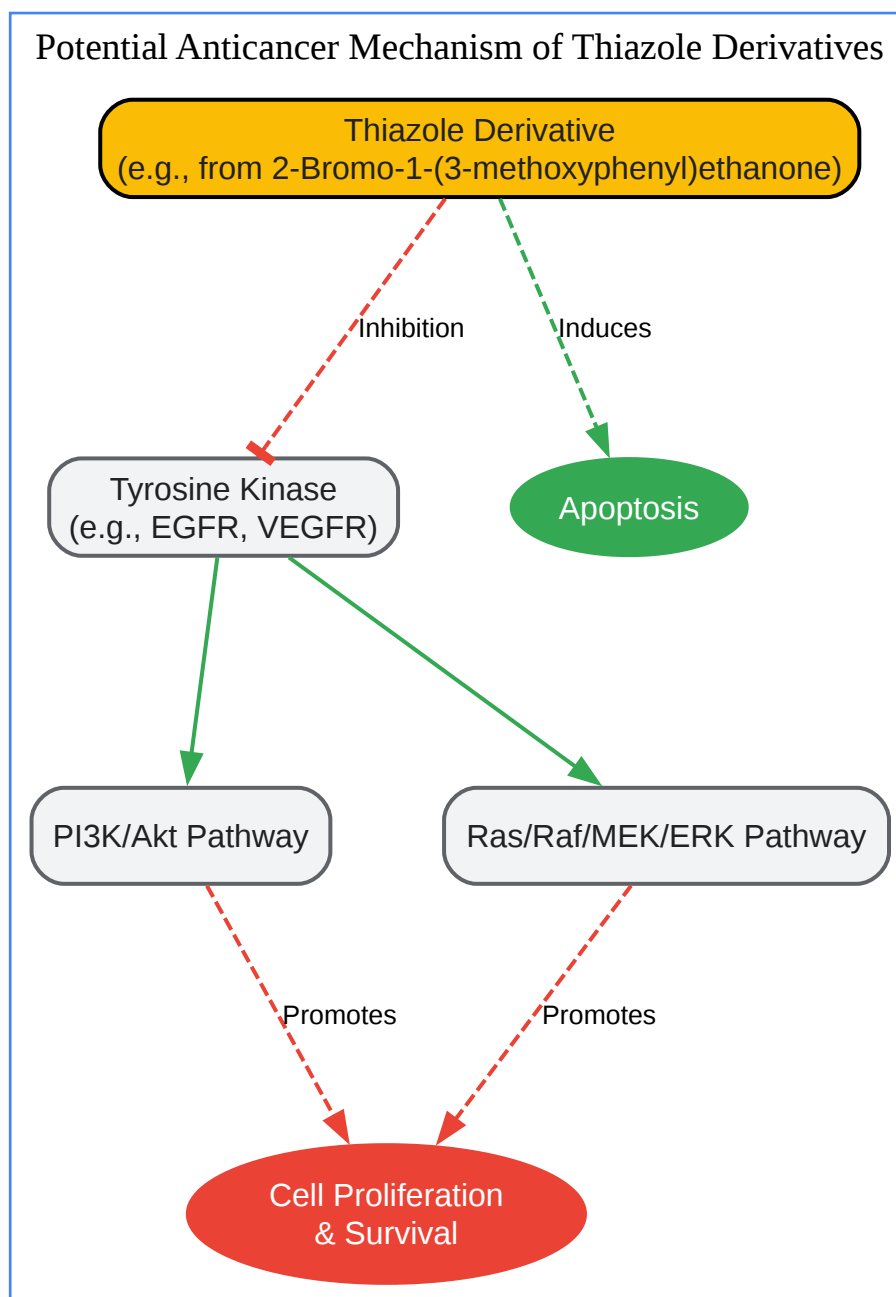 Potential Anticancer Mechanism of Thiazole Derivatives
Thiazole Derivative
(e.g., from 2-Bromo-1-(3-methoxyphenyl)ethanone)
Inhibition
Induces
Tyrosine Kinase
(e.g., EGFR, VEGFR)
Apoptosis
PI3K/Akt Pathway
Ras/Raf/MEK/ERK Pathway
Promotes
Promotes
Cell Proliferation
& Survival